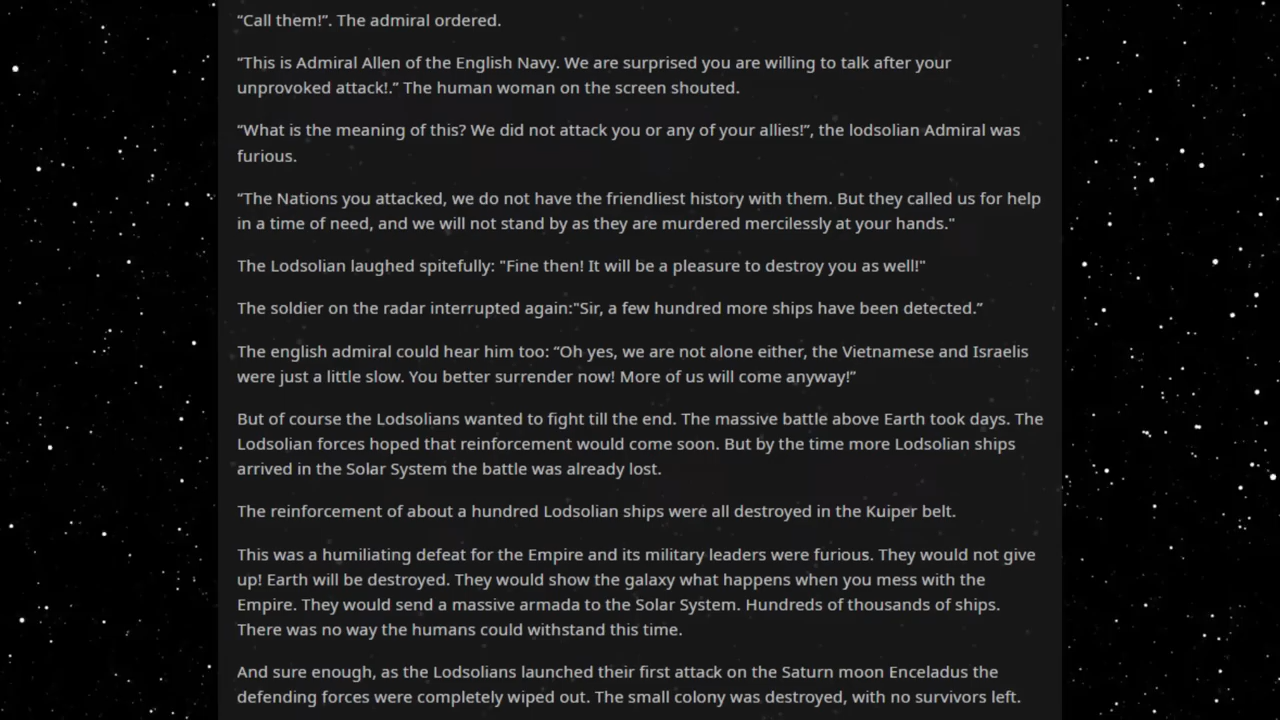 “Call them!”. The admiral ordered.
“This is Admiral Allen of the English Navy. We are surprised you are willing to talk after your
unprovoked attack!.” The human woman on the screen shouted.
“What is the meaning of this? We did not attack you or any of your allies!”, the lodsolian Admiral was
furious.
“The Nations you attacked, we do not have the friendliest history with them. But they called us for help
in a time of need, and we will not stand by as they are murdered mercilessly at your hands."
The Lodsolian laughed spitefully: "Fine then! It will be a pleasure to destroy you as well!"
The soldier on the radar interrupted again:"Sir, a few hundred more ships have been detected.”
The english admiral could hear him too: “Oh yes, we are not alone either, the Vietnamese and Israelis
were just a little slow. You better surrender now! More of us will come anyway!”
But of course the Lodsolians wanted to fight till the end. The massive battle above Earth took days. The
Lodsolian forces hoped that reinforcement would come soon. But by the time more Lodsolian ships
arrived in the Solar System the battle was already lost.
The reinforcement of about a hundred Lodsolian ships were all destroyed in the Kuiper belt.
This was a humiliating defeat for the Empire and its military leaders were furious. They would not give
up! Earth will be destroyed. They would show the galaxy what happens when you mess with the
Empire. They would send a massive armada to the Solar System. Hundreds of thousands of ships.
There was no way the humans could withstand this time.
And sure enough, as the Lodsolians launched their first attack on the Saturn moon Enceladus the
defending forces were completely wiped out. The small colony was destroyed, with no survivors left.